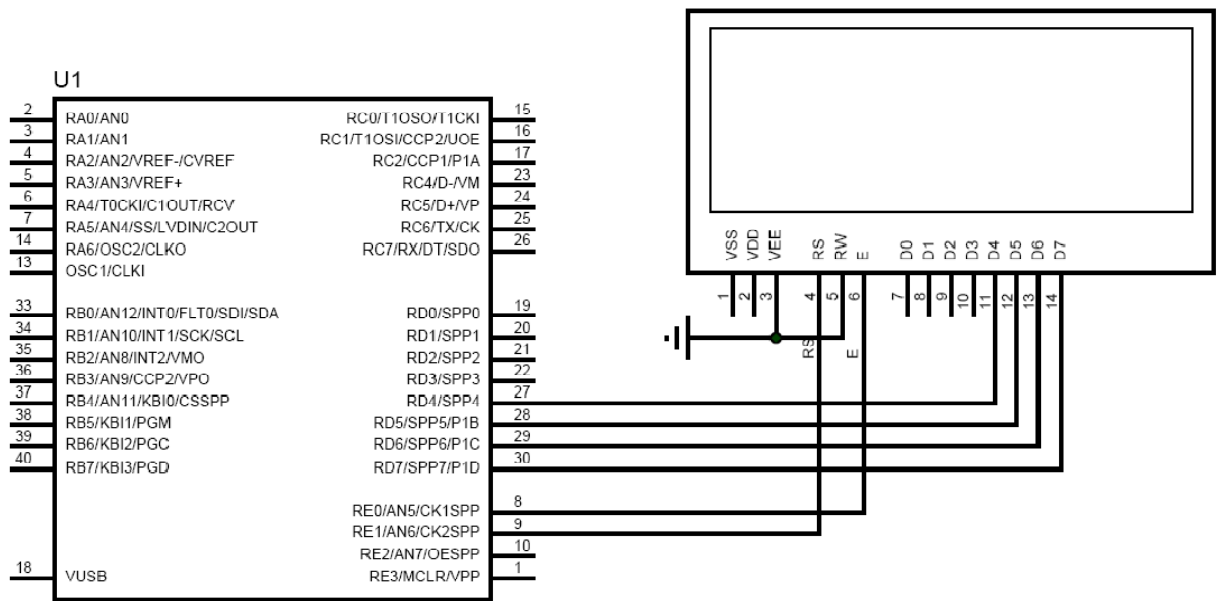 U1
2 RA0/AN0
3 RA1/AN1
4 RA2/AN2/VREF-/CVREF
5 RA3/AN3/VREF+
6 RA4/T0CKI/C1OUT/RCV
7 RA5/AN4/SS/LVDIN/C2OUT
14 RA6/OSC2/CLKO
13 OSC1/CLKI
33 RB0/AN12/INT0/FLT0/SDI/SDA
34 RB1/AN10/INT1/SCK/SCL
35 RB2/AN8/INT2/VMO
36 RB3/AN9/CCP2/VPO
37 RB4/AN11/KBI0/CSSPP
38 RB5/KBI1/PGM
39 RB6/KBI2/PGC
40 RB7/KBI3/PGD
18 VUSB
RC0/T1OSO/T1CKI 15
RC1/T1OSI/CCP2/UOE 16
RC2/CCP1/P1A 17
RC4/D-/VM 23
RC5/D+/VP 24
RC6/TX/CK 25
RC7/RX/DT/SDO 26
RD0/SPP0 19
RD1/SPP1 20
RD2/SPP2 21
RD3/SPP3 22
RD4/SPP4 27
RD5/SPP5/P1B 28
RD6/SPP6/P1C 29
RD7/SPP7/P1D 30
RE0/AN5/CK1SPP 8
RE1/AN6/CK2SPP 9
RE2/AN7/OESPP 10
RE3/MCLR/VPP 1
VSS VDD VEE RS RW E D0 D1 D2 D3 D4 D5 D6 D7
1 2 3 4 5 6 7 8 9 10 11 12 13 14
RS E